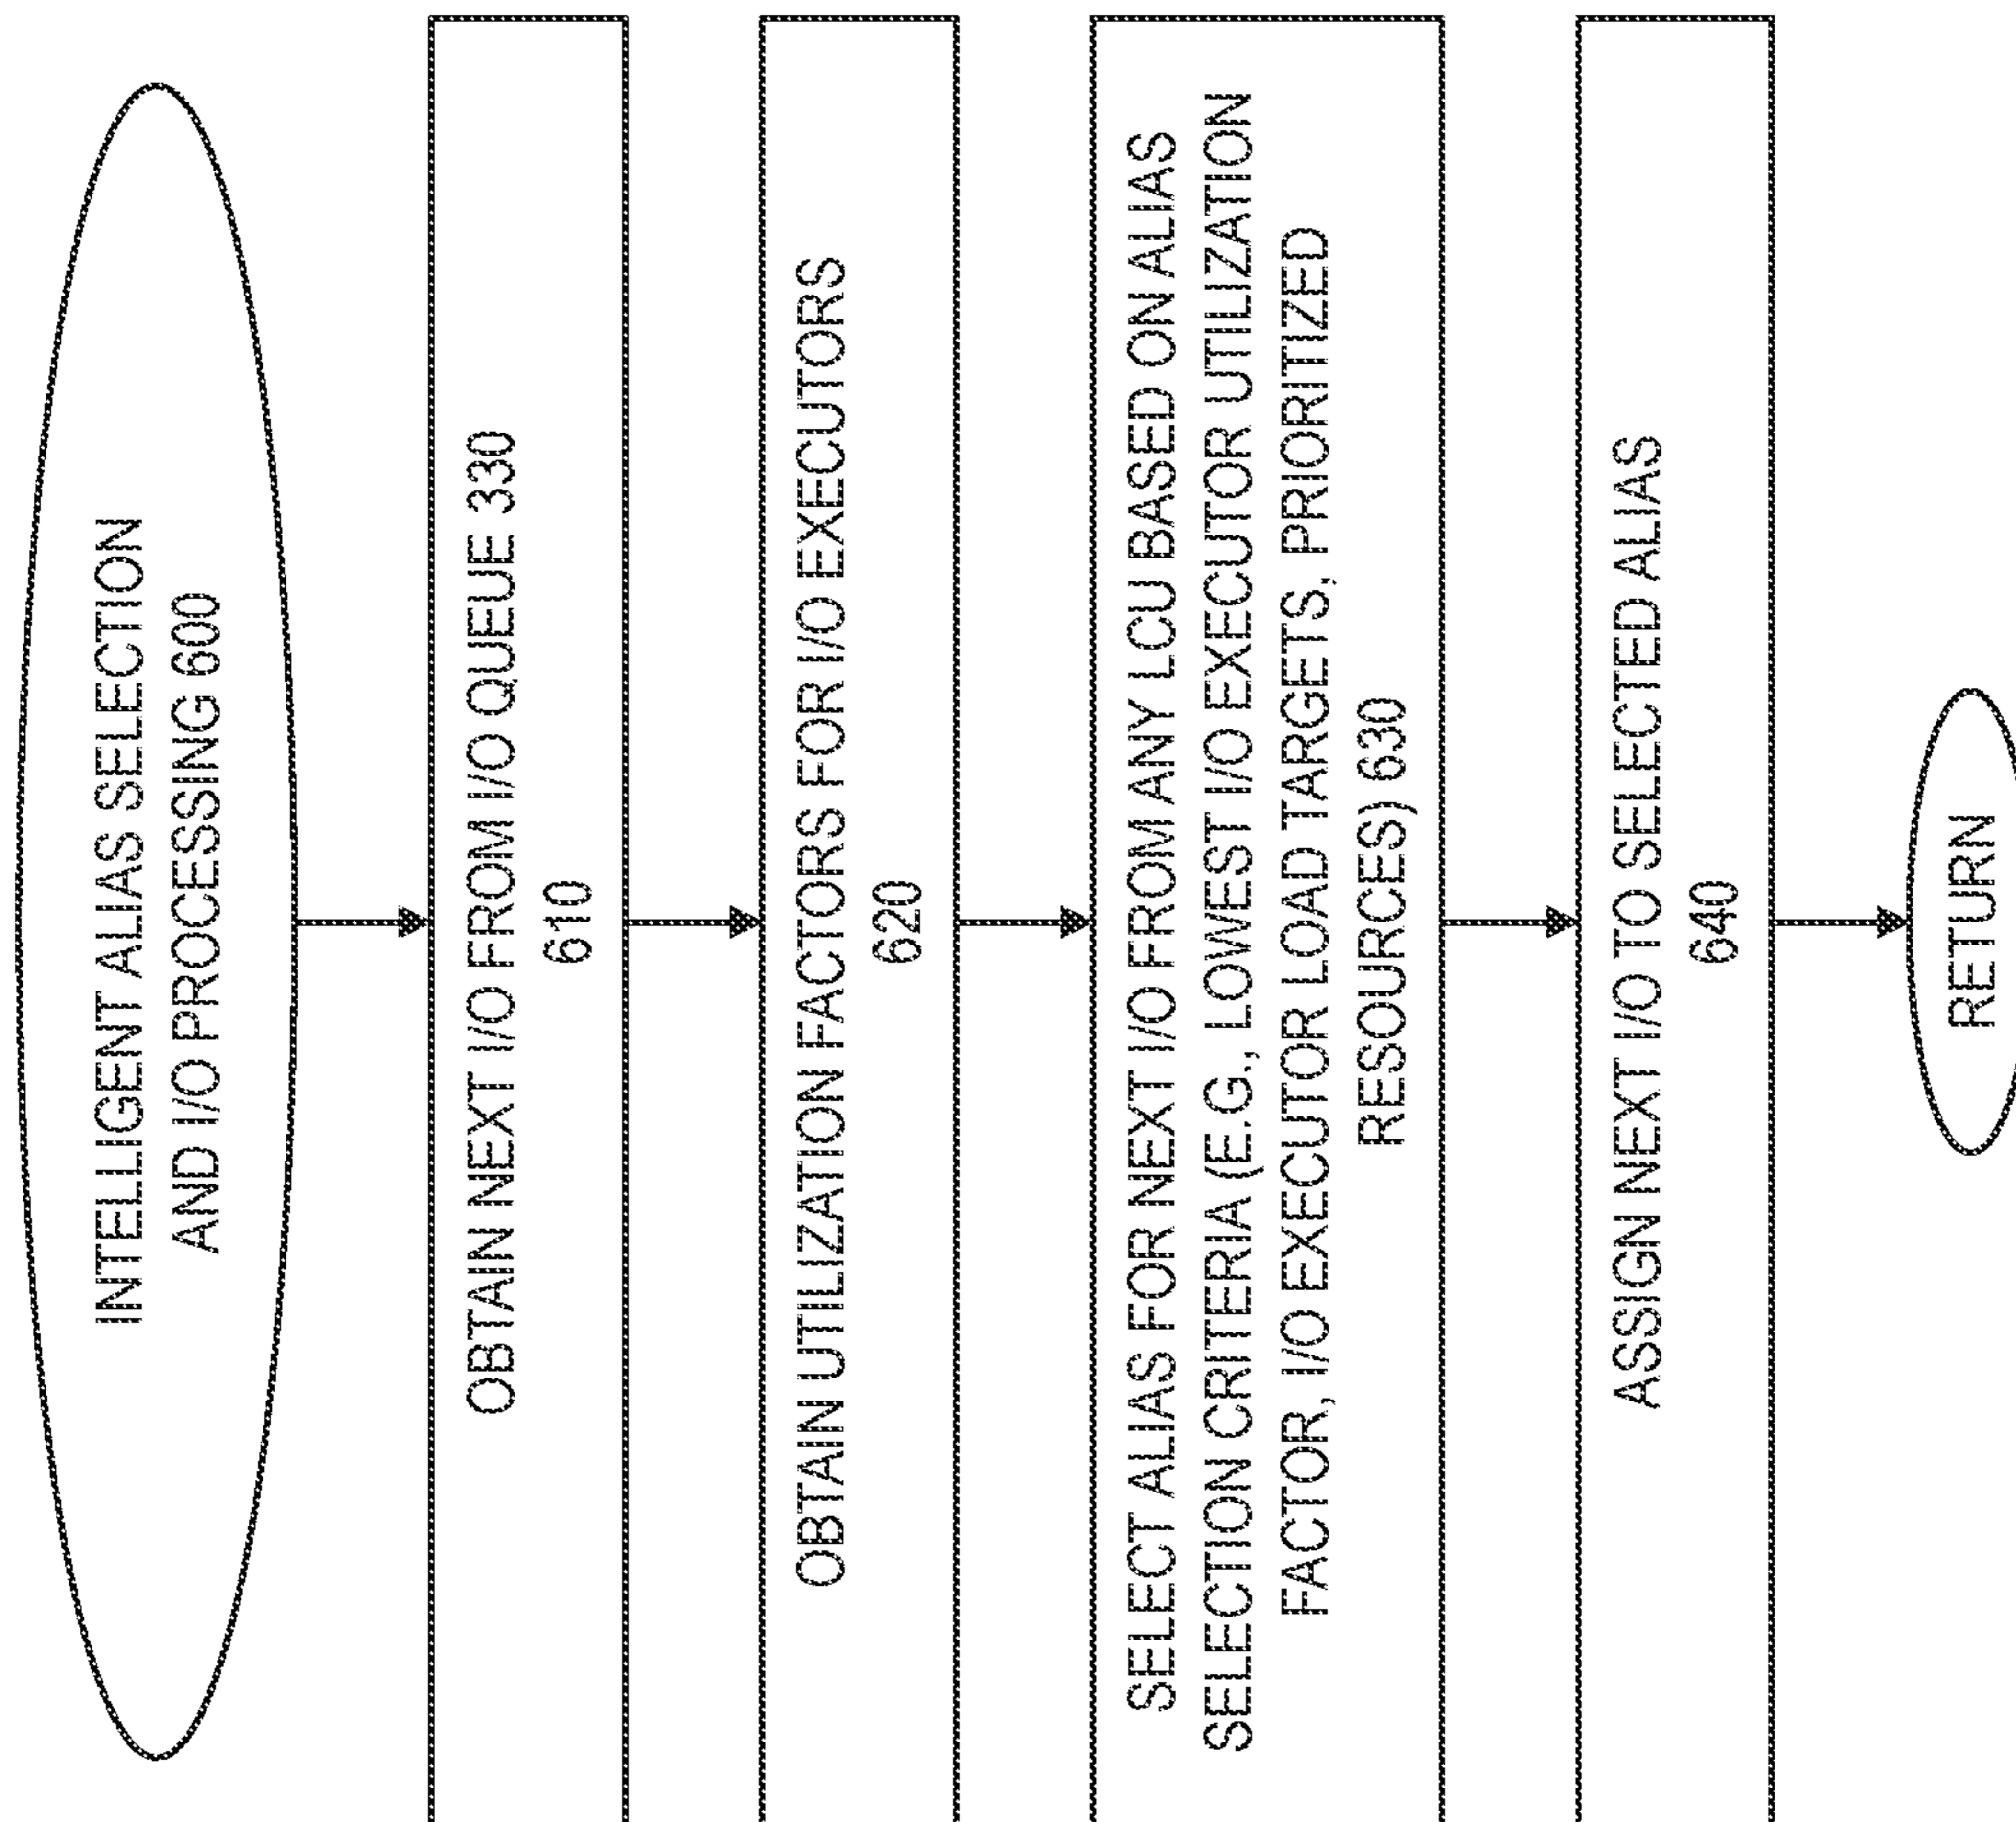 INTELLIGENT ALIAS SELECTION
AND I/O PROCESSING 600
OBTAIN NEXT I/O FROM I/O QUEUE 330
610
OBTAIN UTILIZATION FACTORS FOR I/O EXECUTORS
620
SELECT ALIAS FOR NEXT I/O FROM ANY LCU BASED ON ALIAS
SELECTION CRITERIA (E.G., LOWEST I/O EXECUTOR UTILIZATION
FACTOR, I/O EXECUTOR LOAD TARGETS, PRIORITIZED
RESOURCES) 630
ASSIGN NEXT I/O TO SELECTED ALIAS
640
RETURN